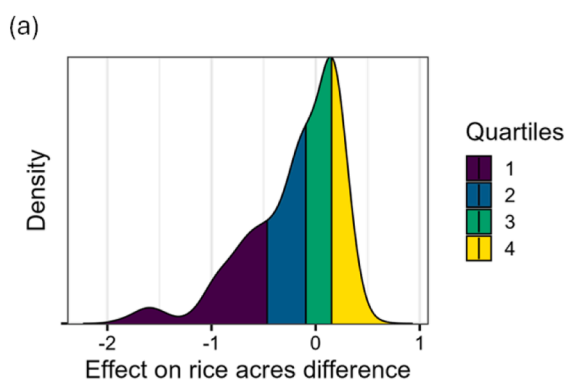 (a)
Density
Quartiles
1
2
3
4
-2 -1 0 1
Effect on rice acres difference